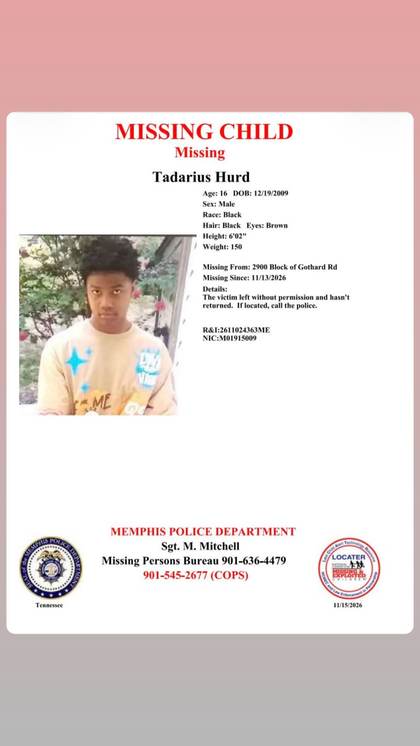 MISSING CHILD
Missing
Tadarius Hurd
Age: 16 DOB: 12/19/2009
Sex: Male
Race: Black
Hair: Black Eyes: Brown
Height: 6'02"
Weight: 150
Missing From: 2900 Block of Gothard Rd
Missing Since: 11/13/2026
Details:
The victim left without permission and hasn't
returned. If located, call the police.
R&I:2611024363ME
NIC:M01915009
MEMPHIS POLICE DEPARTMENT
Sgt. M. Mitchell
Missing Persons Bureau 901-636-4479
901-545-2677 (COPS)
Tennessee
LOCATER
MISSING &
EXPLOITED
CHILDREN
11/15/2026